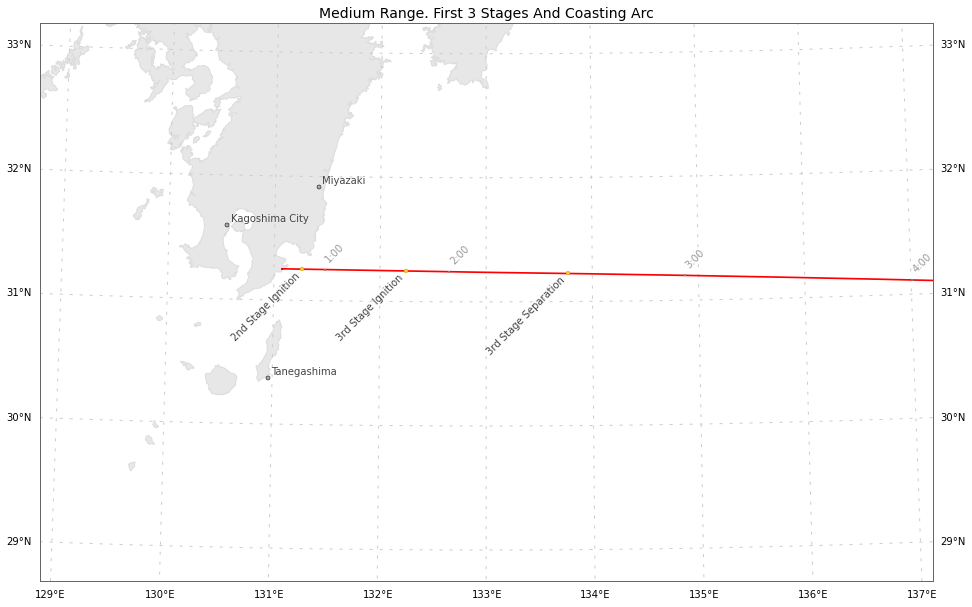 Medium Range. First 3 Stages And Coasting Arc
33°N
33°N
32°N
32°N
Miyazaki
Kagoshima City
1:00
2:00
3:00
4:00
31°N
31°N
2nd Stage Ignition
3rd Stage Ignition
3rd Stage Separation
Tanegashima
30°N
30°N
29°N
29°N
129°E
130°E
131°E
132°E
133°E
134°E
135°E
136°E
137°E